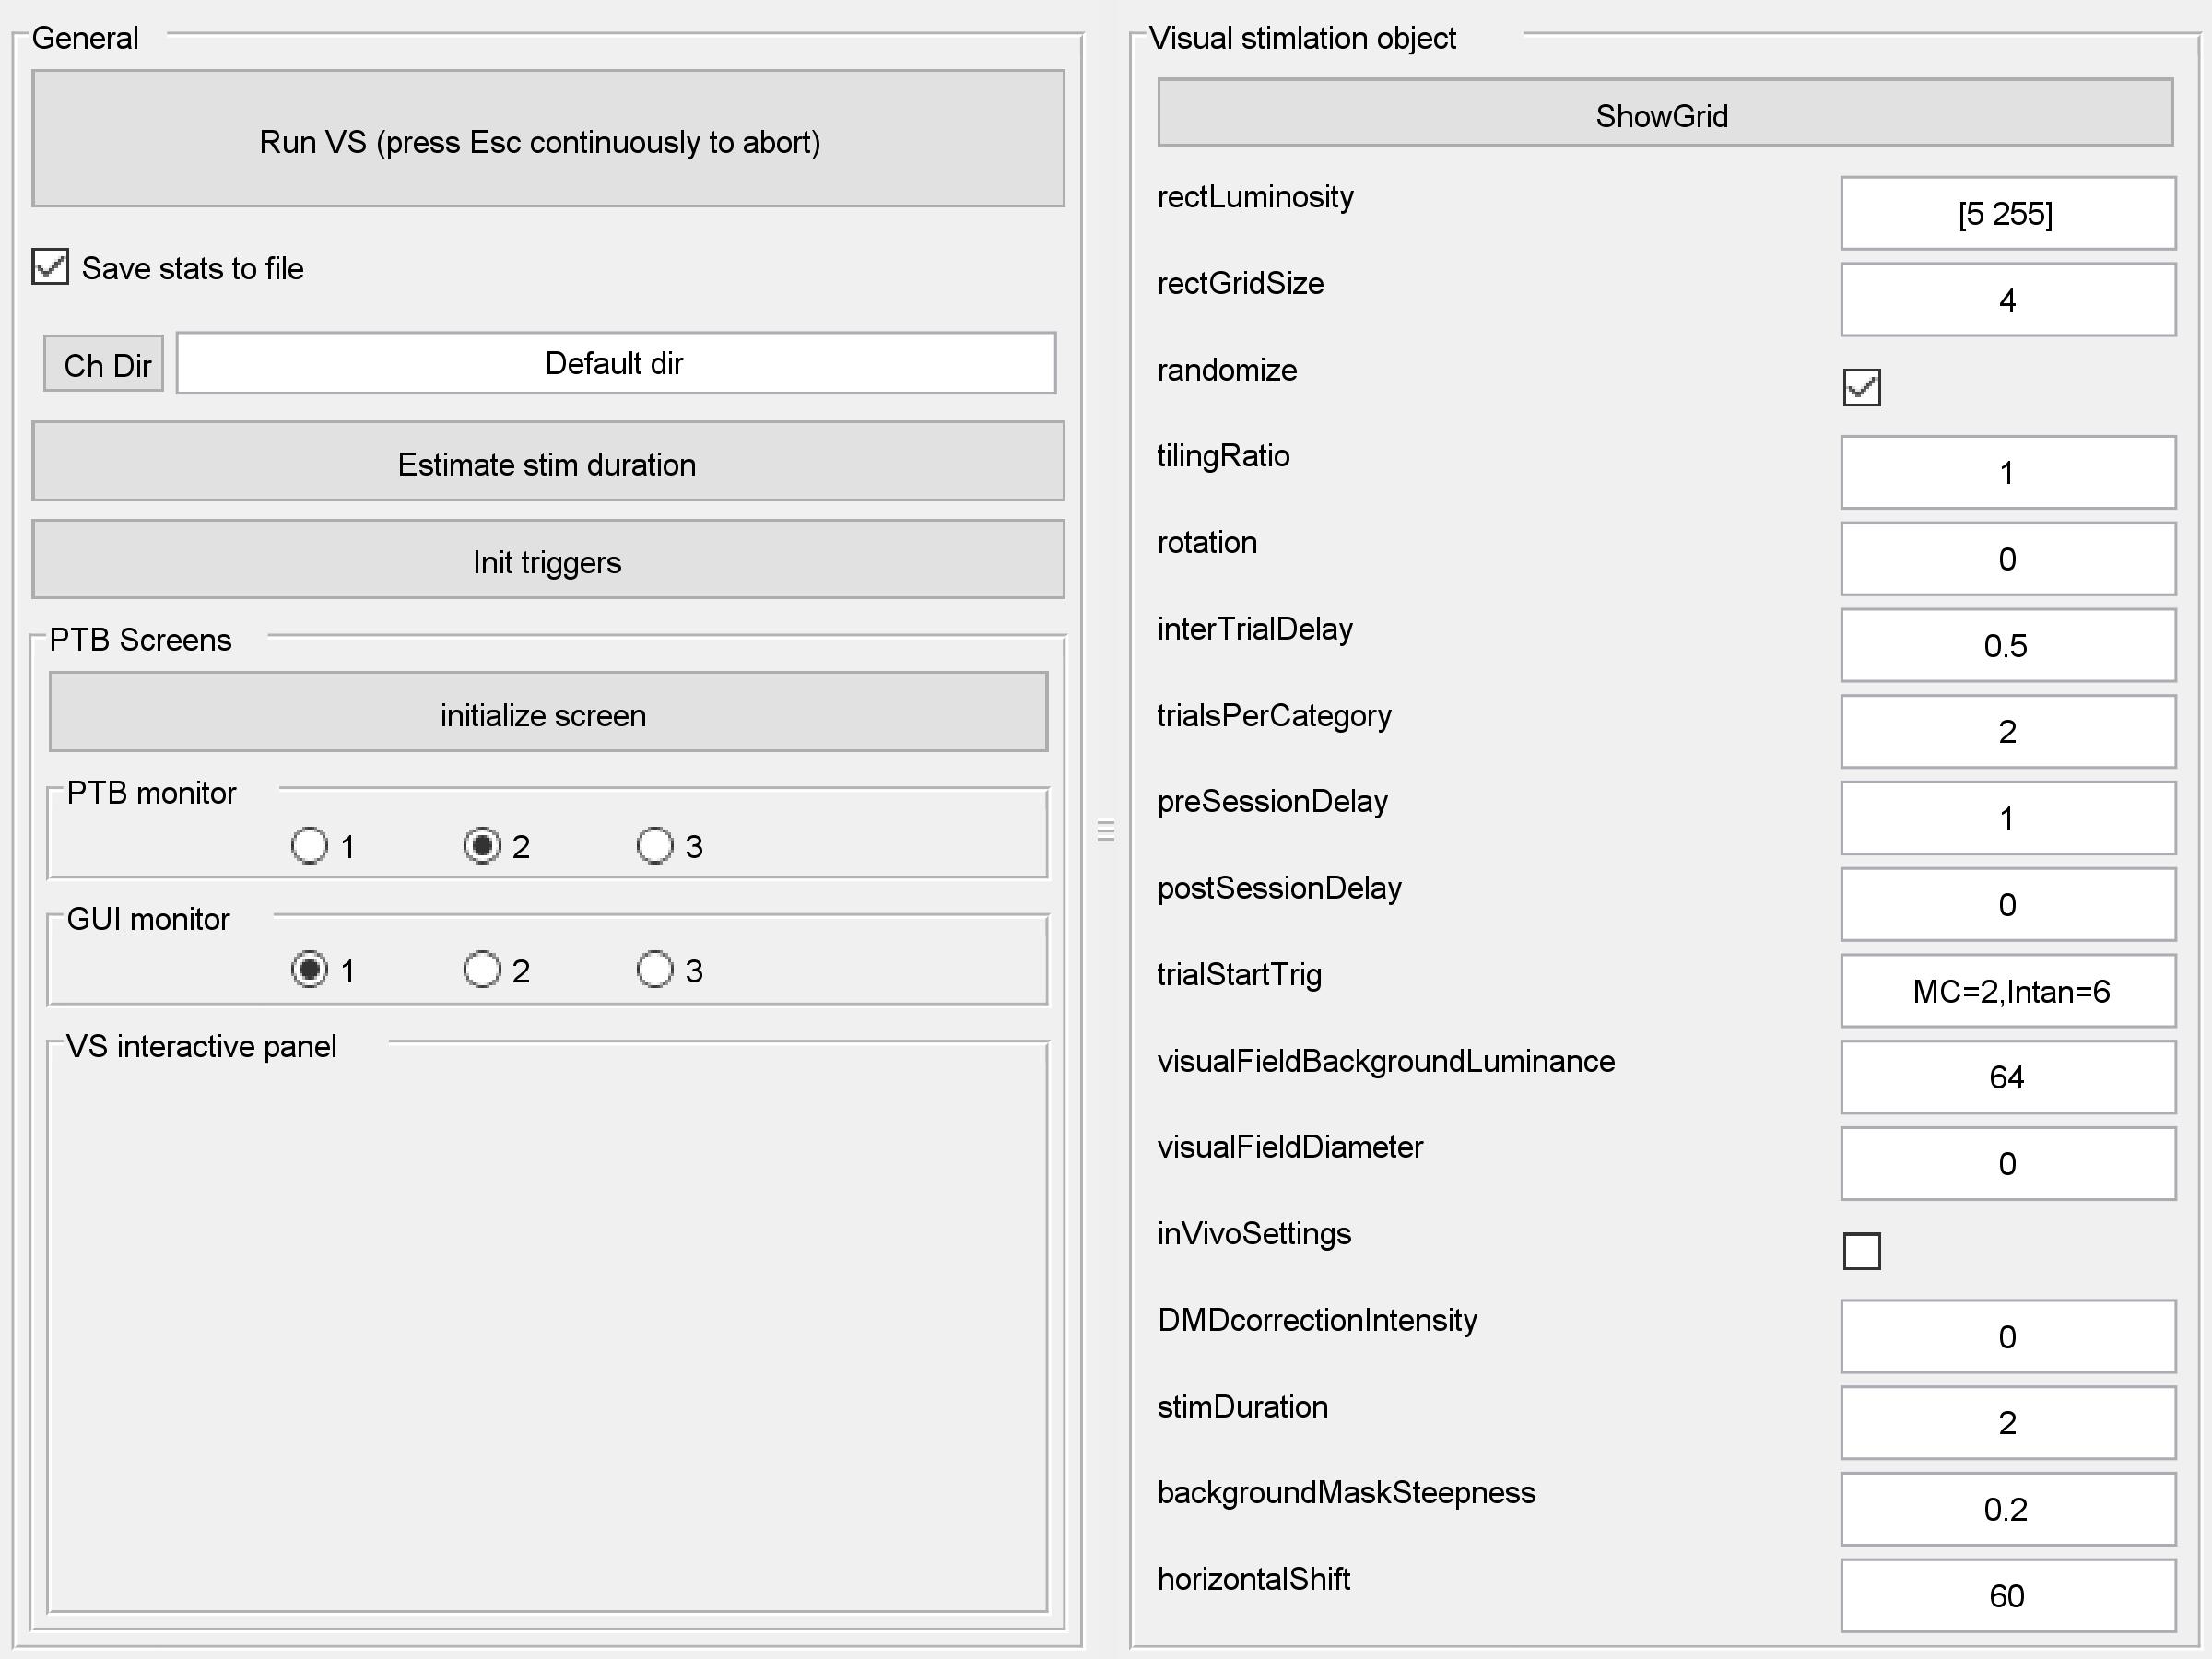 General
Run VS (press Esc continuously to abort)
Save stats to file
Ch Dir
Default dir
Estimate stim duration
Init triggers
PTB Screens
initialize screen
PTB monitor
1 2 3
GUI monitor
1 2 3
VS interactive panel
Visual stimlation object
ShowGrid
rectLuminosity [5 255]
rectGridSize 4
randomize
tilingRatio 1
rotation 0
interTrialDelay 0.5
trialsPerCategory 2
preSessionDelay 1
postSessionDelay 0
trialStartTrig MC=2,Intan=6
visualFieldBackgroundLuminance 64
visualFieldDiameter 0
inVivoSettings
DMDcorrectionIntensity 0
stimDuration 2
backgroundMaskSteepness 0.2
horizontalShift 60